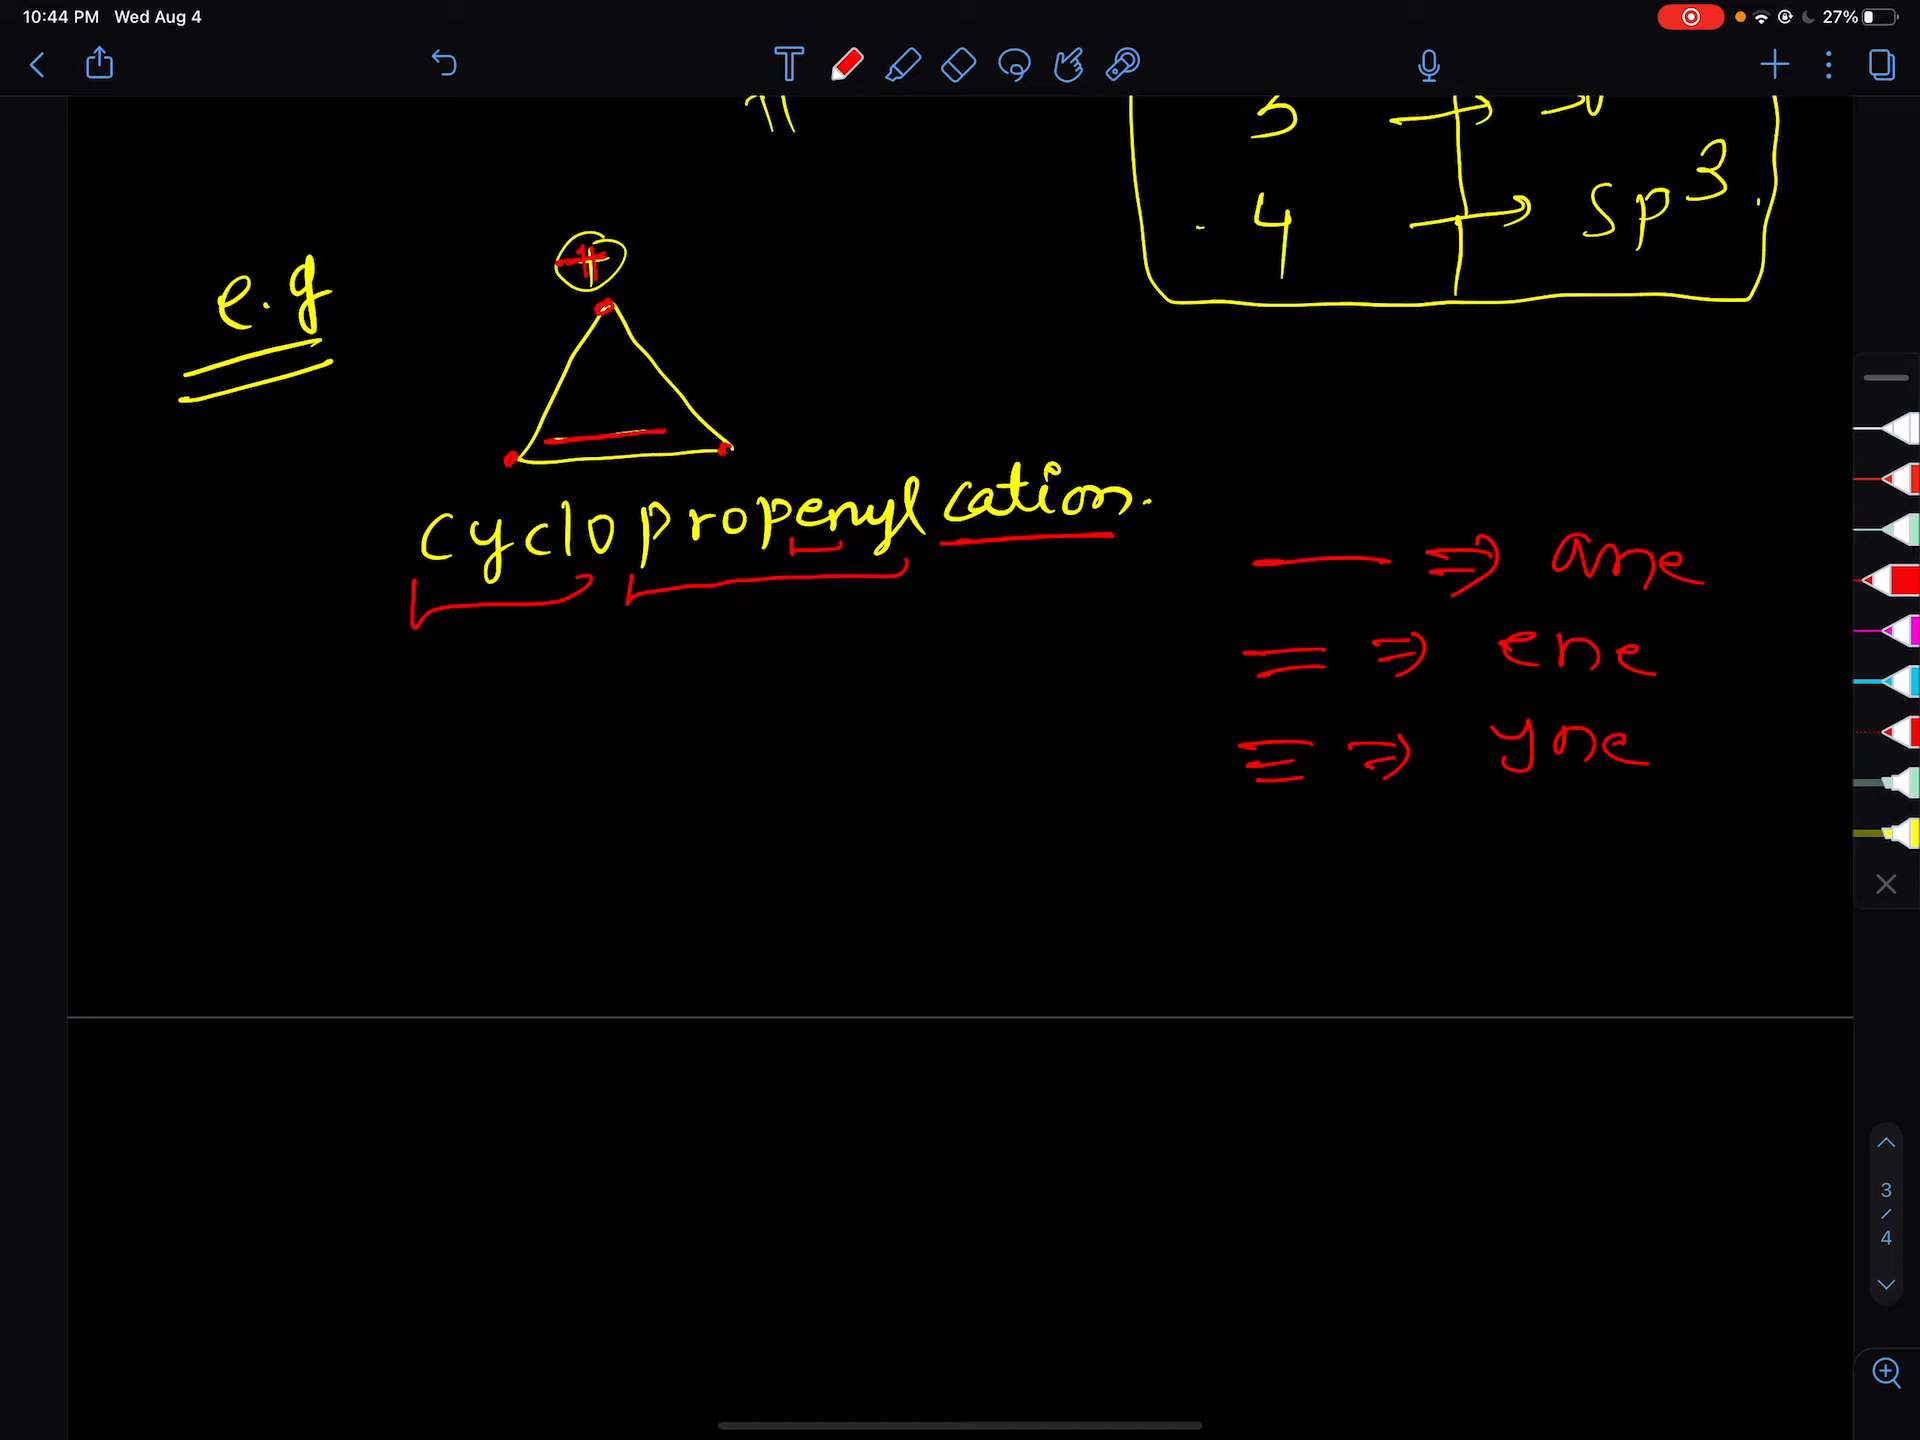 10:44 PM Wed Aug 4
27%
π
3 →
4 → sp3
e.g
+
Cyclopropenyl cation.
— ⇒ ane
= ⇒ ene
≡ ⇒ yne
3
/
4